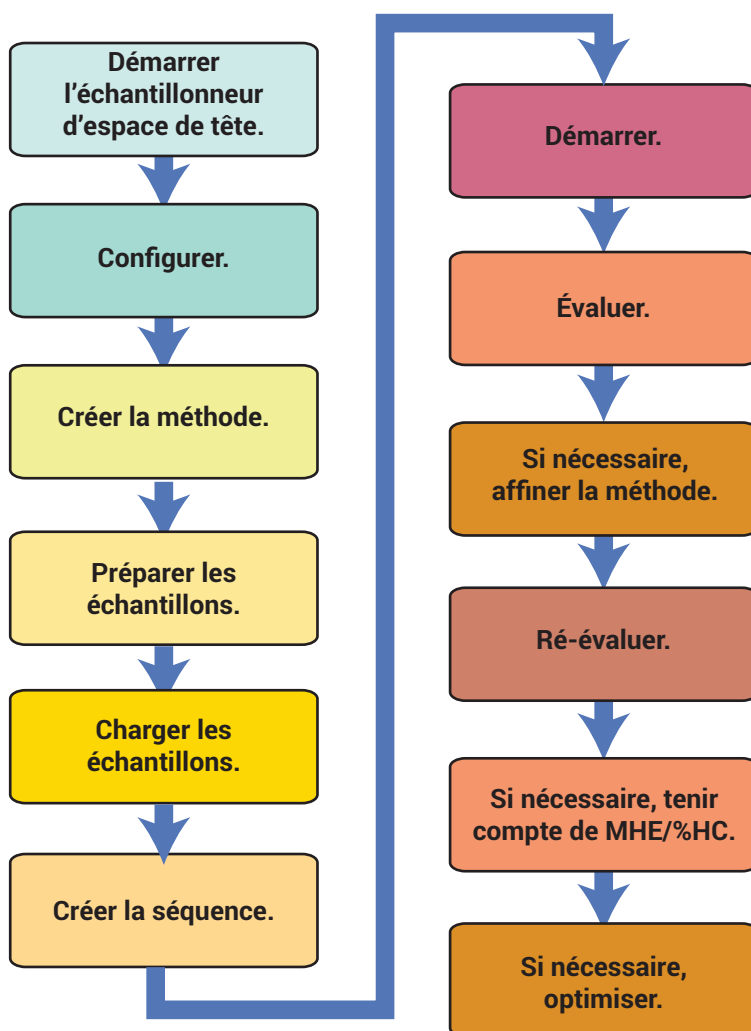 Démarrer
l'échantillonneur
d'espace de tête.
Configurer.
Créer la méthode.
Préparer les
échantillons.
Charger les
échantillons.
Créer la séquence.
Démarrer.
Évaluer.
Si nécessaire,
affiner la méthode.
Ré-évaluer.
Si nécessaire, tenir
compte de MHE/%HC.
Si nécessaire,
optimiser.